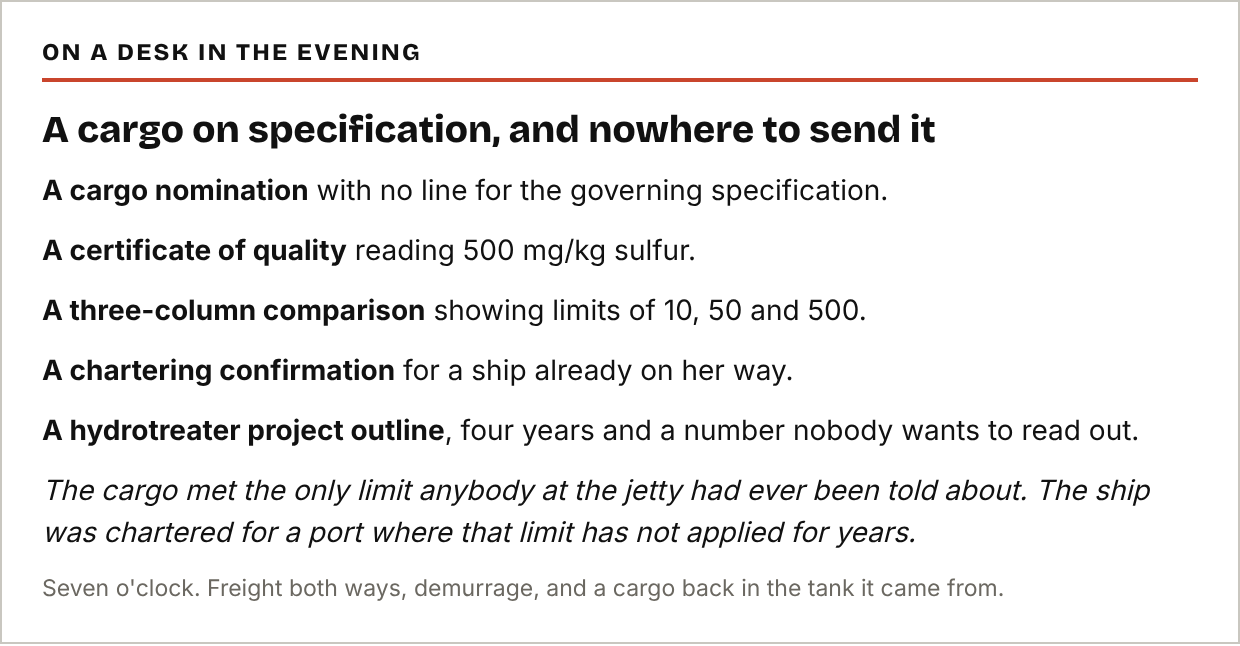 ON A DESK IN THE EVENING
A cargo on specification, and nowhere to send it
A cargo nomination with no line for the governing specification.
A certificate of quality reading 500 mg/kg sulfur.
A three-column comparison showing limits of 10, 50 and 500.
A chartering confirmation for a ship already on her way.
A hydrotreater project outline, four years and a number nobody wants to read out.
The cargo met the only limit anybody at the jetty had ever been told about. The ship
was chartered for a port where that limit has not applied for years.
Seven o'clock. Freight both ways, demurrage, and a cargo back in the tank it came from.